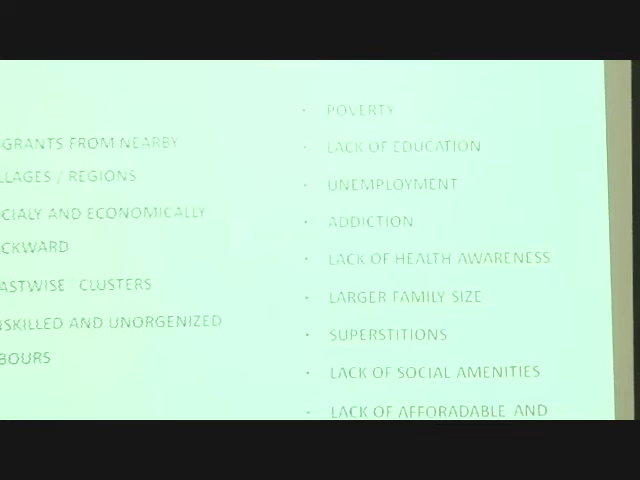 GRANTS FROM NEARBY
LLAGES / REGIONS
CIALY AND ECONOMICALLY
CKWARD
ASTWISE CLUSTERS
SKILLED AND UNORGENIZED
BOURS
• POVERTY
• LACK OF EDUCATION
• UNEMPLOYMENT
• ADDICTION
• LACK OF HEALTH AWARENESS
• LARGER FAMILY SIZE
• SUPERSTITIONS
• LACK OF SOCIAL AMENITIES
• LACK OF AFFORADABLE AND